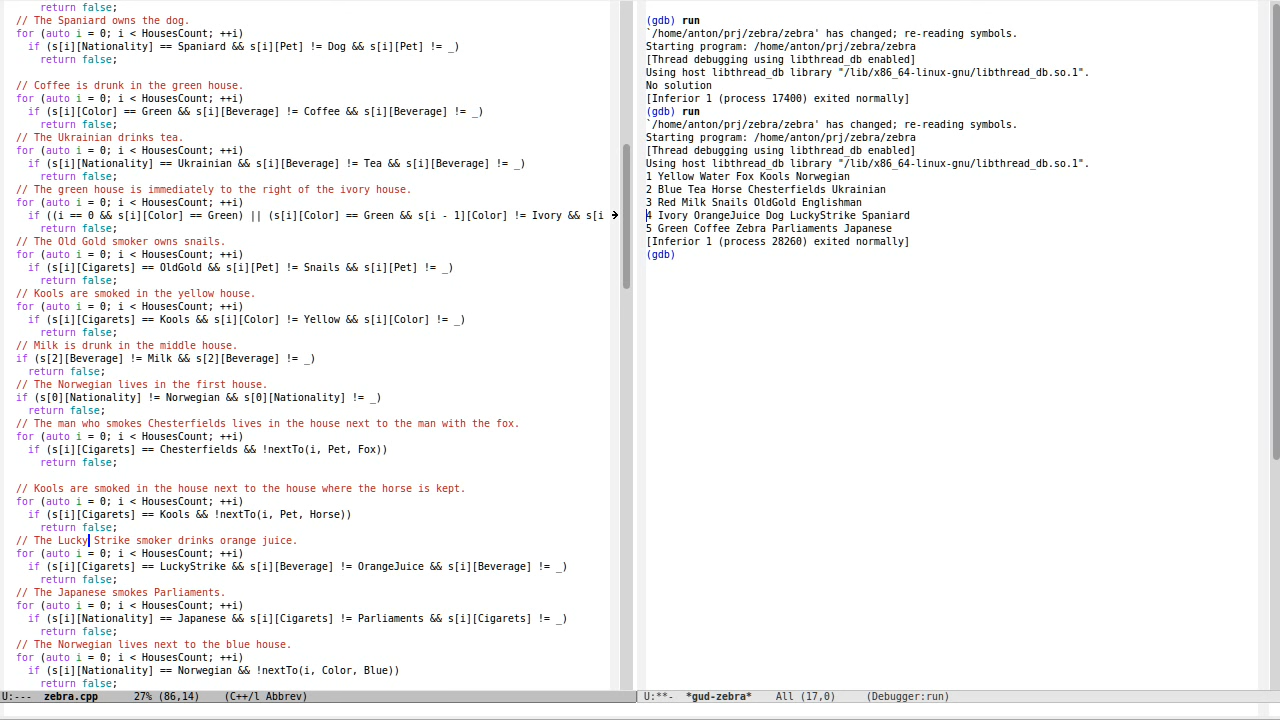 return false;
// The Spaniard owns the dog.
for (auto i = 0; i < HousesCount; ++i)
if (s[i][Nationality] == Spaniard && s[i][Pet] != Dog && s[i][Pet] != _)
return false;
// Coffee is drunk in the green house.
for (auto i = 0; i < HousesCount; ++i)
if (s[i][Color] == Green && s[i][Beverage] != Coffee && s[i][Beverage] != _)
return false;
// The Ukrainian drinks tea.
for (auto i = 0; i < HousesCount; ++i)
if (s[i][Nationality] == Ukrainian && s[i][Beverage] != Tea && s[i][Beverage] != _)
return false;
// The green house is immediately to the right of the ivory house.
for (auto i = 0; i < HousesCount; ++i)
if ((i == 0 && s[i][Color] == Green) || (s[i][Color] == Green && s[i - 1][Color] != Ivory && s[i
return false;
// The Old Gold smoker owns snails.
for (auto i = 0; i < HousesCount; ++i)
if (s[i][Cigarets] == OldGold && s[i][Pet] != Snails && s[i][Pet] != _)
return false;
// Kools are smoked in the yellow house.
for (auto i = 0; i < HousesCount; ++i)
if (s[i][Cigarets] == Kools && s[i][Color] != Yellow && s[i][Color] != _)
return false;
// Milk is drunk in the middle house.
if (s[2][Beverage] != Milk && s[2][Beverage] != _)
return false;
// The Norwegian lives in the first house.
if (s[0][Nationality] != Norwegian && s[0][Nationality] != _)
return false;
// The man who smokes Chesterfields lives in the house next to the man with the fox.
for (auto i = 0; i < HousesCount; ++i)
if (s[i][Cigarets] == Chesterfields && !nextTo(i, Pet, Fox))
return false;
// Kools are smoked in the house next to the house where the horse is kept.
for (auto i = 0; i < HousesCount; ++i)
if (s[i][Cigarets] == Kools && !nextTo(i, Pet, Horse))
return false;
// The Lucky Strike smoker drinks orange juice.
for (auto i = 0; i < HousesCount; ++i)
if (s[i][Cigarets] == LuckyStrike && s[i][Beverage] != OrangeJuice && s[i][Beverage] != _)
return false;
// The Japanese smokes Parliaments.
for (auto i = 0; i < HousesCount; ++i)
if (s[i][Nationality] == Japanese && s[i][Cigarets] != Parliaments && s[i][Cigarets] != _)
return false;
// The Norwegian lives next to the blue house.
for (auto i = 0; i < HousesCount; ++i)
if (s[i][Nationality] == Norwegian && !nextTo(i, Color, Blue))
return false;
U:--- zebra.cpp 27% (86,14) (C++/l Abbrev)
(gdb) run
`/home/anton/prj/zebra/zebra' has changed; re-reading symbols.
Starting program: /home/anton/prj/zebra/zebra
[Thread debugging using libthread_db enabled]
Using host libthread_db library "/lib/x86_64-linux-gnu/libthread_db.so.1".
No solution
[Inferior 1 (process 17400) exited normally]
(gdb) run
`/home/anton/prj/zebra/zebra' has changed; re-reading symbols.
Starting program: /home/anton/prj/zebra/zebra
[Thread debugging using libthread_db enabled]
Using host libthread_db library "/lib/x86_64-linux-gnu/libthread_db.so.1".
1 Yellow Water Fox Kools Norwegian
2 Blue Tea Horse Chesterfields Ukrainian
3 Red Milk Snails OldGold Englishman
4 Ivory OrangeJuice Dog LuckyStrike Spaniard
5 Green Coffee Zebra Parliaments Japanese
[Inferior 1 (process 28260) exited normally]
(gdb)
U:**- *gud-zebra* All (17,0) (Debugger:run)